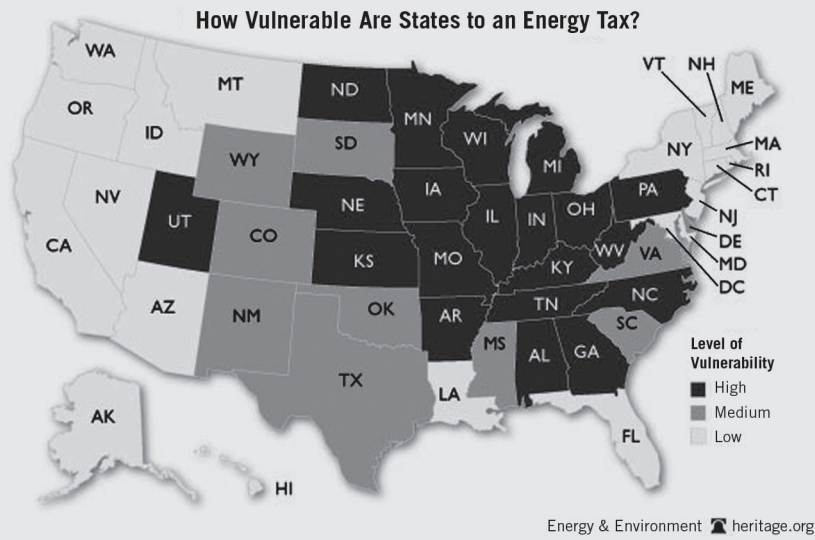 How Vulnerable Are States to an Energy Tax?
WA
MT
ND
MN
VT
NH
ME
OR
ID
WY
SD
WI
MI
NY
MA
RI
CT
NV
UT
CO
NE
IA
IL
IN
OH
PA
NJ
DE
MD
DC
CA
KS
MO
KY
WV
VA
AZ
NM
OK
AR
TN
NC
SC
TX
MS
AL
GA
LA
FL
AK
HI
Level of
Vulnerability
High
Medium
Low
Energy & Environment heritage.org